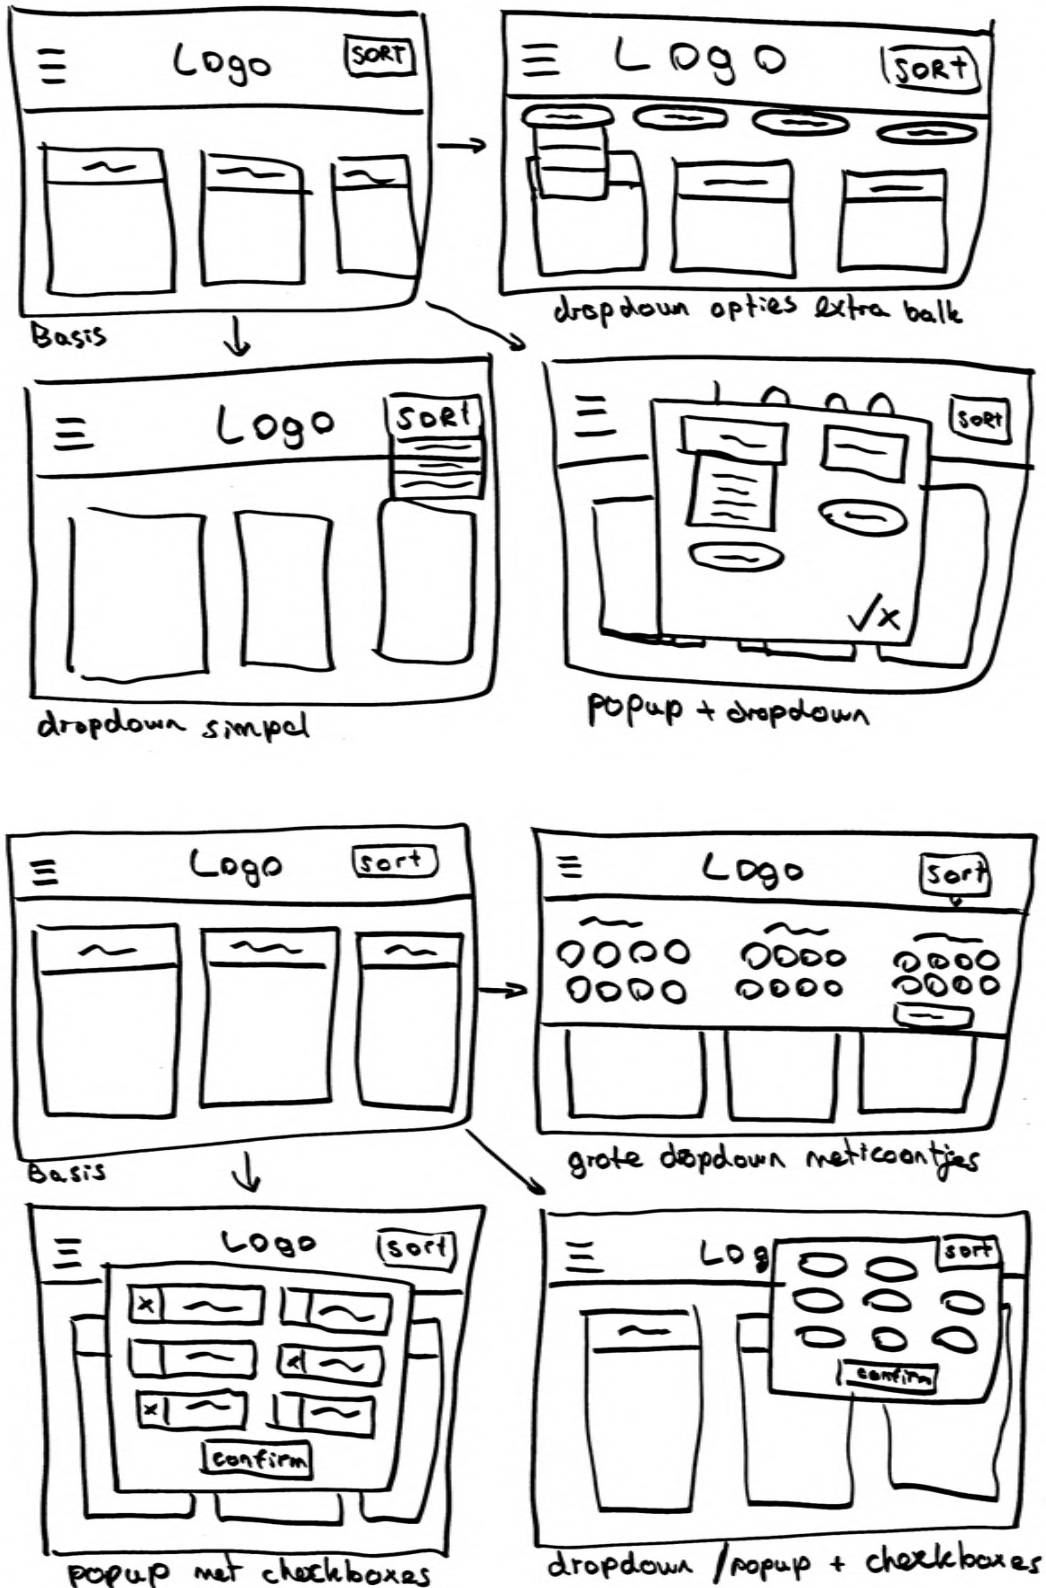 Logo SORT
Logo SORT
Basis
dropdown opties extra balk
Logo SORT
SORT
dropdown simpel
popup + dropdown
Logo sort
Logo sort
Basis
grote dropdown met icoontjes
Logo sort
Log sort
confirm
confirm
popup met checkboxes
dropdown / popup + checkboxes